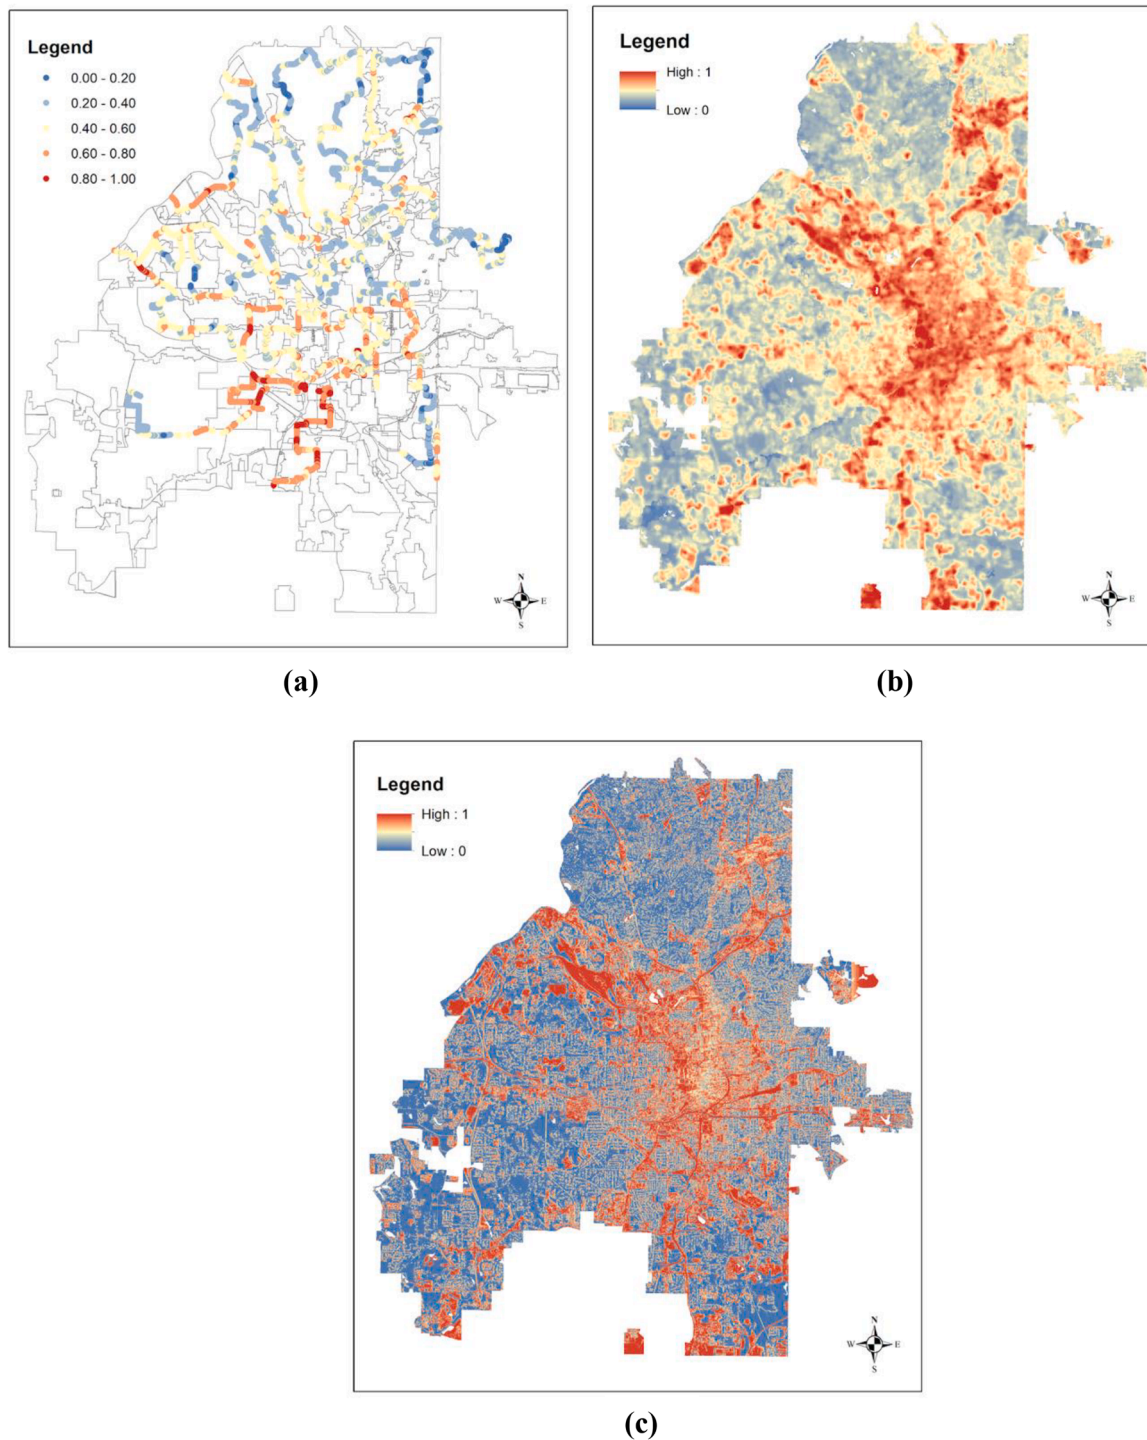 Legend
0.00 - 0.20
0.20 - 0.40
0.40 - 0.60
0.60 - 0.80
0.80 - 1.00
N
W E
S
(a)
Legend
High : 1
Low : 0
N
W E
S
(b)
Legend
High : 1
Low : 0
N
W E
S
(c)